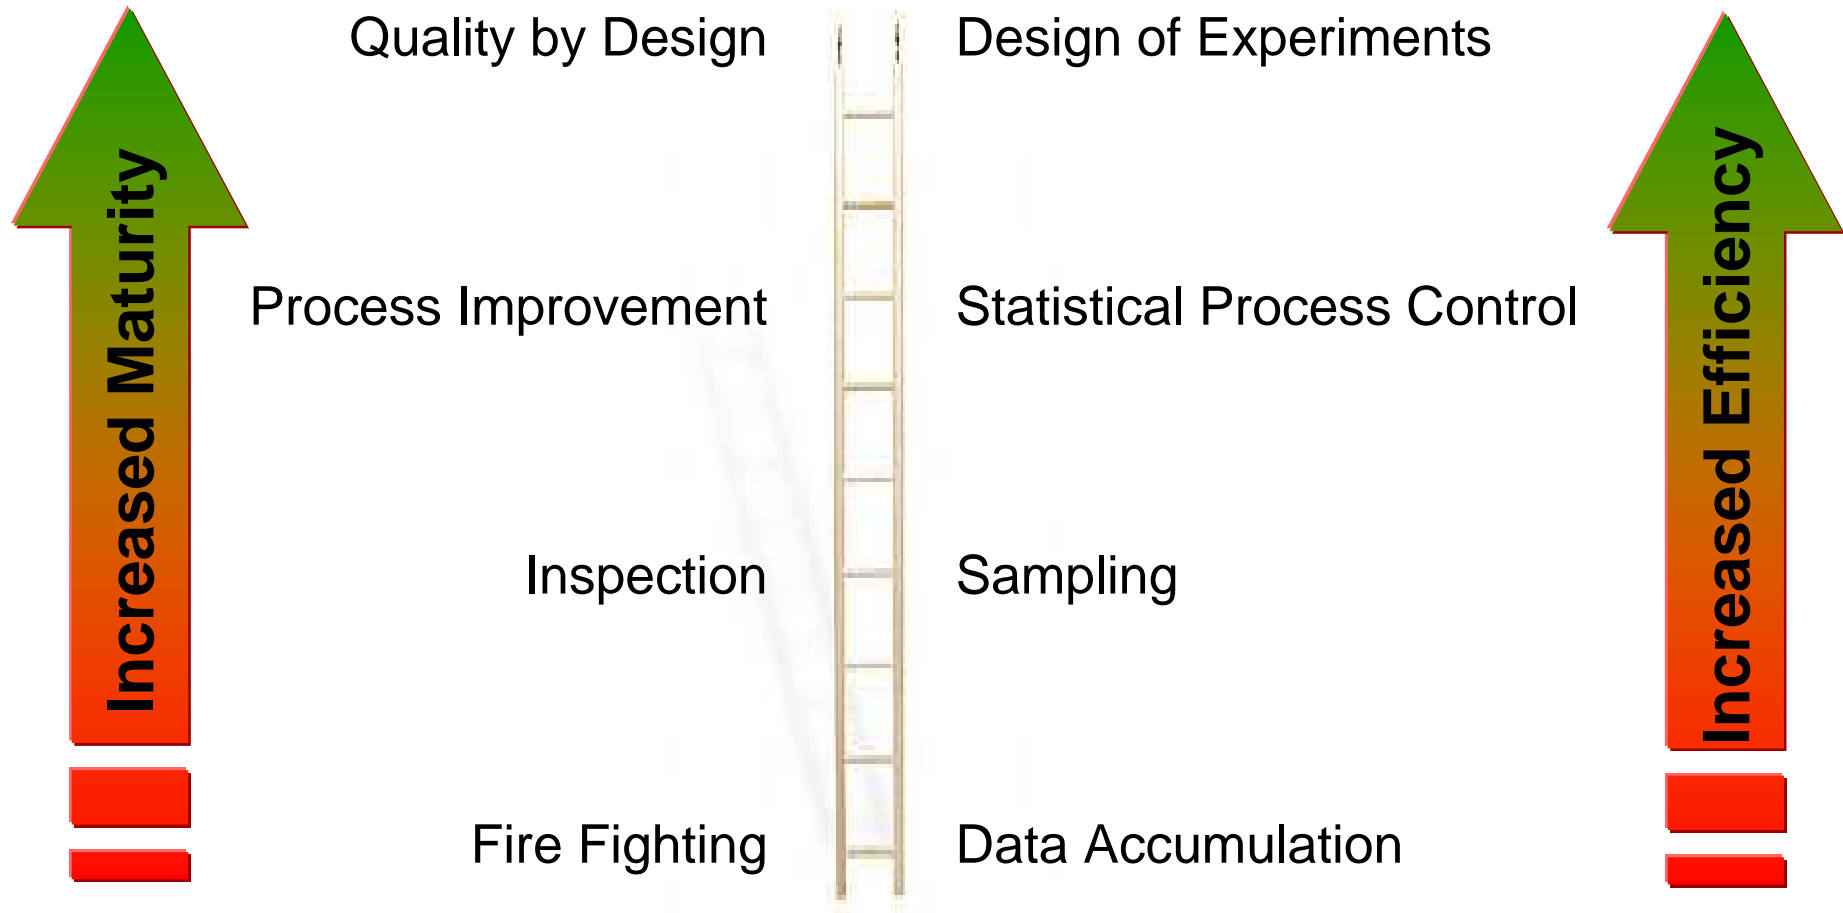 Quality by Design
Design of Experiments
Increased Maturity
Increased Efficiency
Process Improvement
Statistical Process Control
Inspection
Sampling
Fire Fighting
Data Accumulation